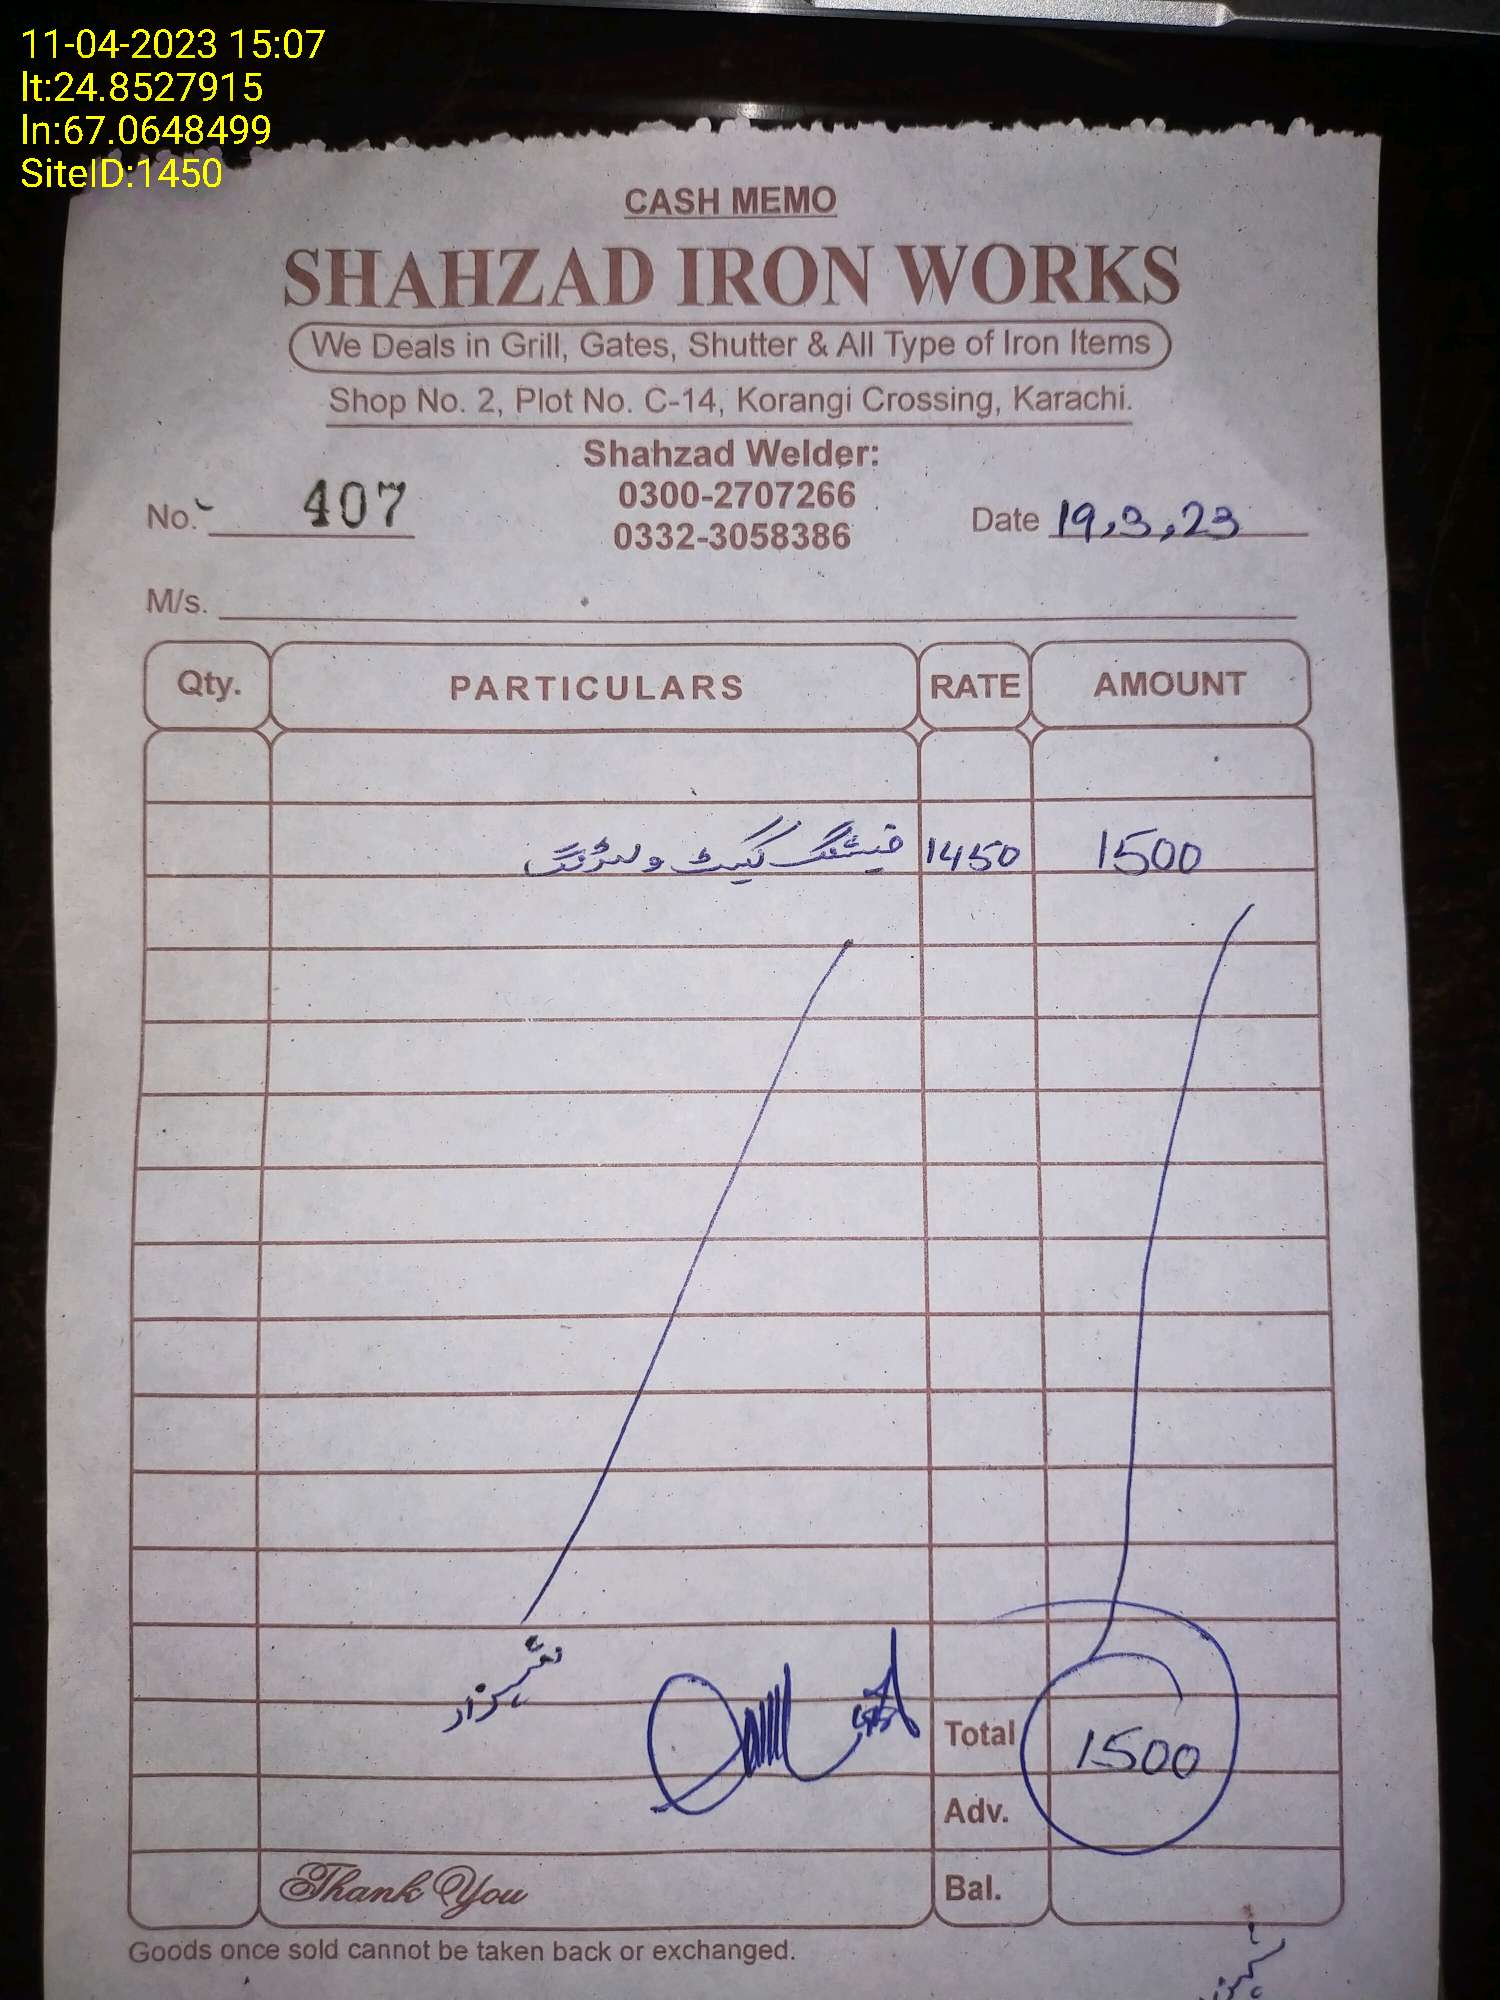 11-04-2023 15:07
lt:24.8527915
ln:67.0648499
SiteID:1450
CASH MEMO
SHAHZAD IRON WORKS
We Deals in Grill, Gates, Shutter & All Type of Iron Items
Shop No. 2, Plot No. C-14, Korangi Crossing, Karachi.
Shahzad Welder:
0300-2707266
0332-3058386
No. 407
Date 19,3,23
M/s.
Qty. PARTICULARS RATE AMOUNT
فیٹنگ گیٹ ویلڈنگ 1450 1500
Total 1500
Adv.
Thank You Bal.
Goods once sold cannot be taken back or exchanged.